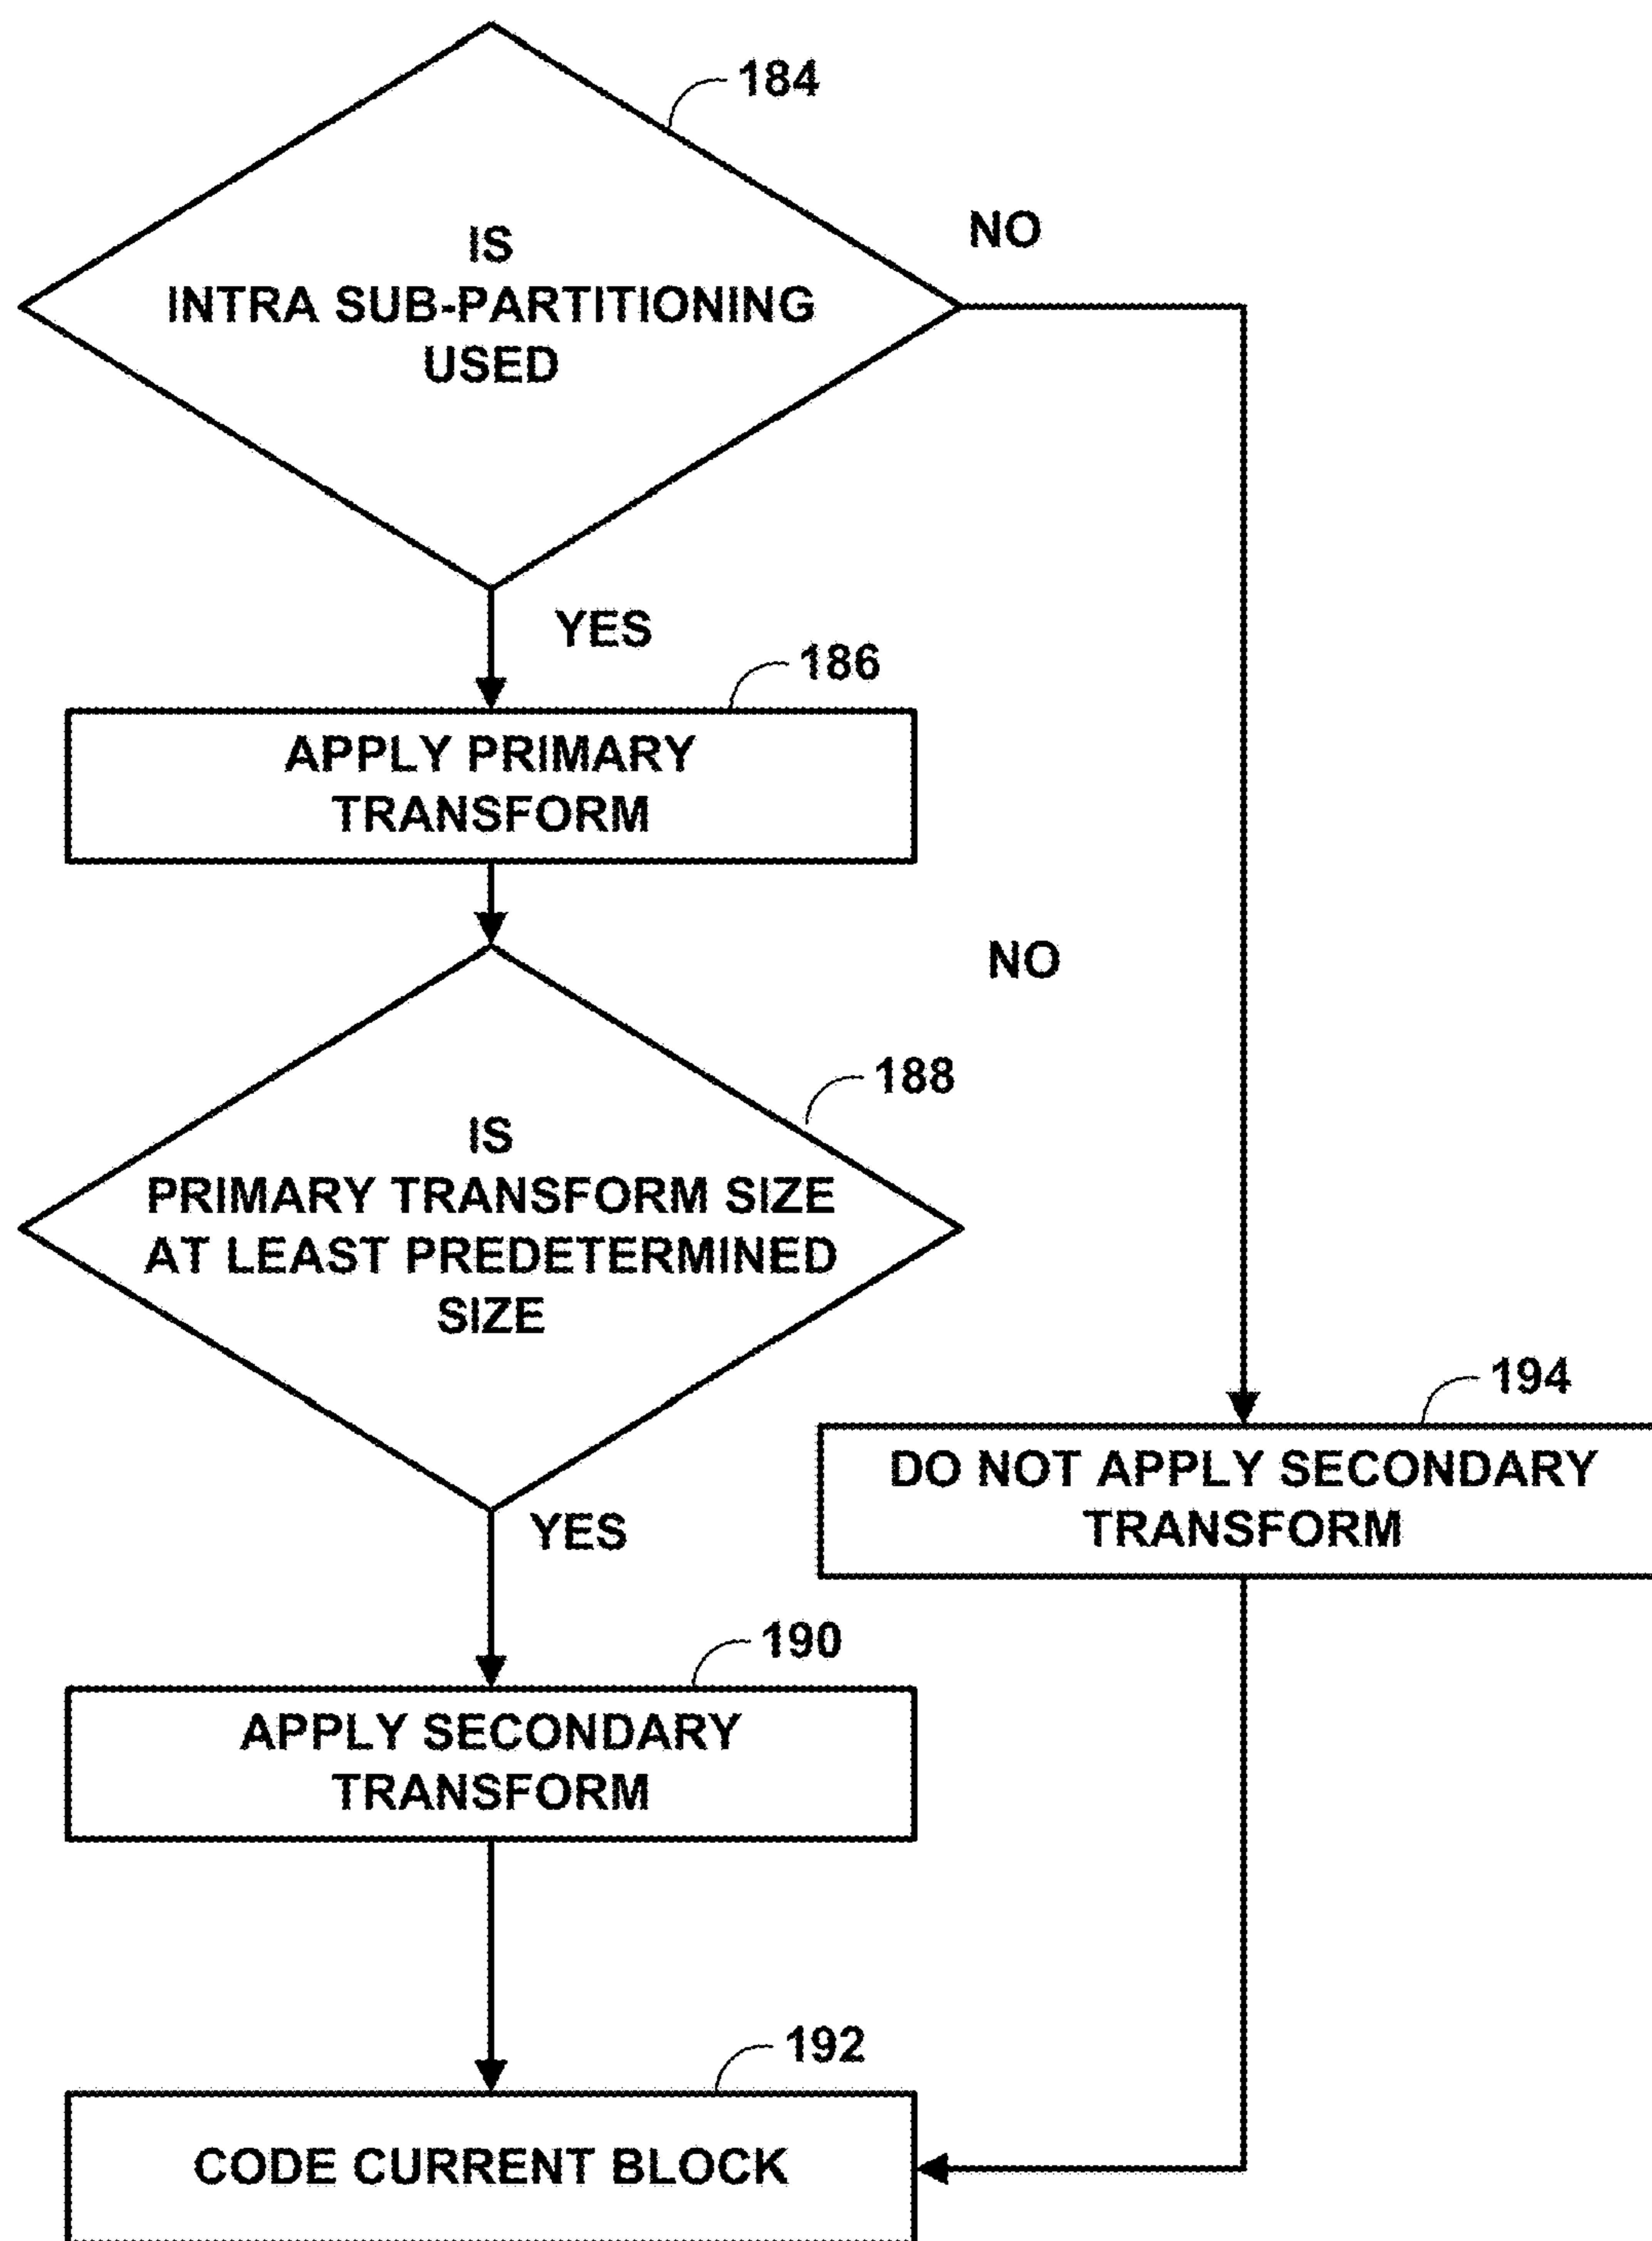 184
IS
INTRA SUB-PARTITIONING
USED
NO
YES
186
APPLY PRIMARY
TRANSFORM
NO
188
IS
PRIMARY TRANSFORM SIZE
AT LEAST PREDETERMINED
SIZE
YES
194
DO NOT APPLY SECONDARY
TRANSFORM
190
APPLY SECONDARY
TRANSFORM
192
CODE CURRENT BLOCK